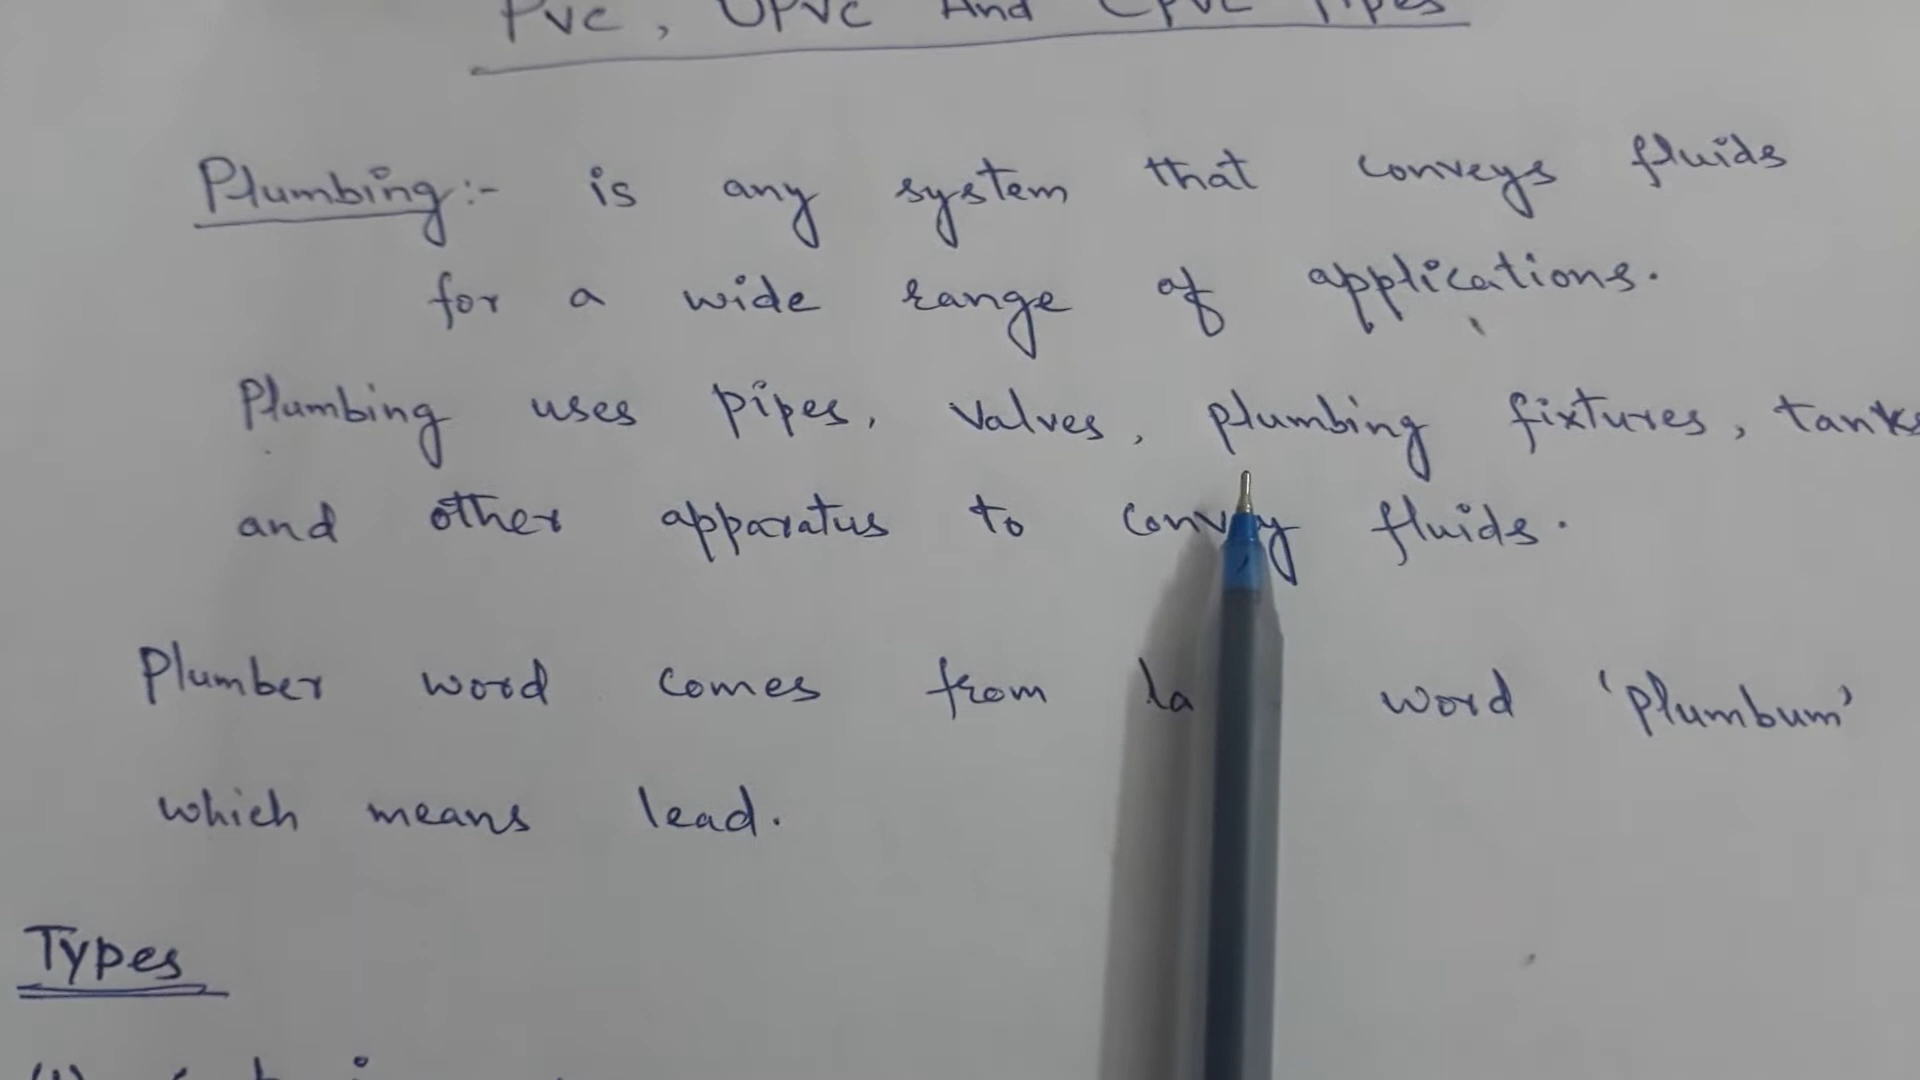 PVC, UPVC And CPVC Pipes
Plumbing:- is any system that conveys fluids
for a wide range of applications.
Plumbing uses pipes, valves, plumbing fixtures, tanks
and other apparatus to convey fluids.
Plumber word comes from la word 'plumbum'
which means lead.
Types